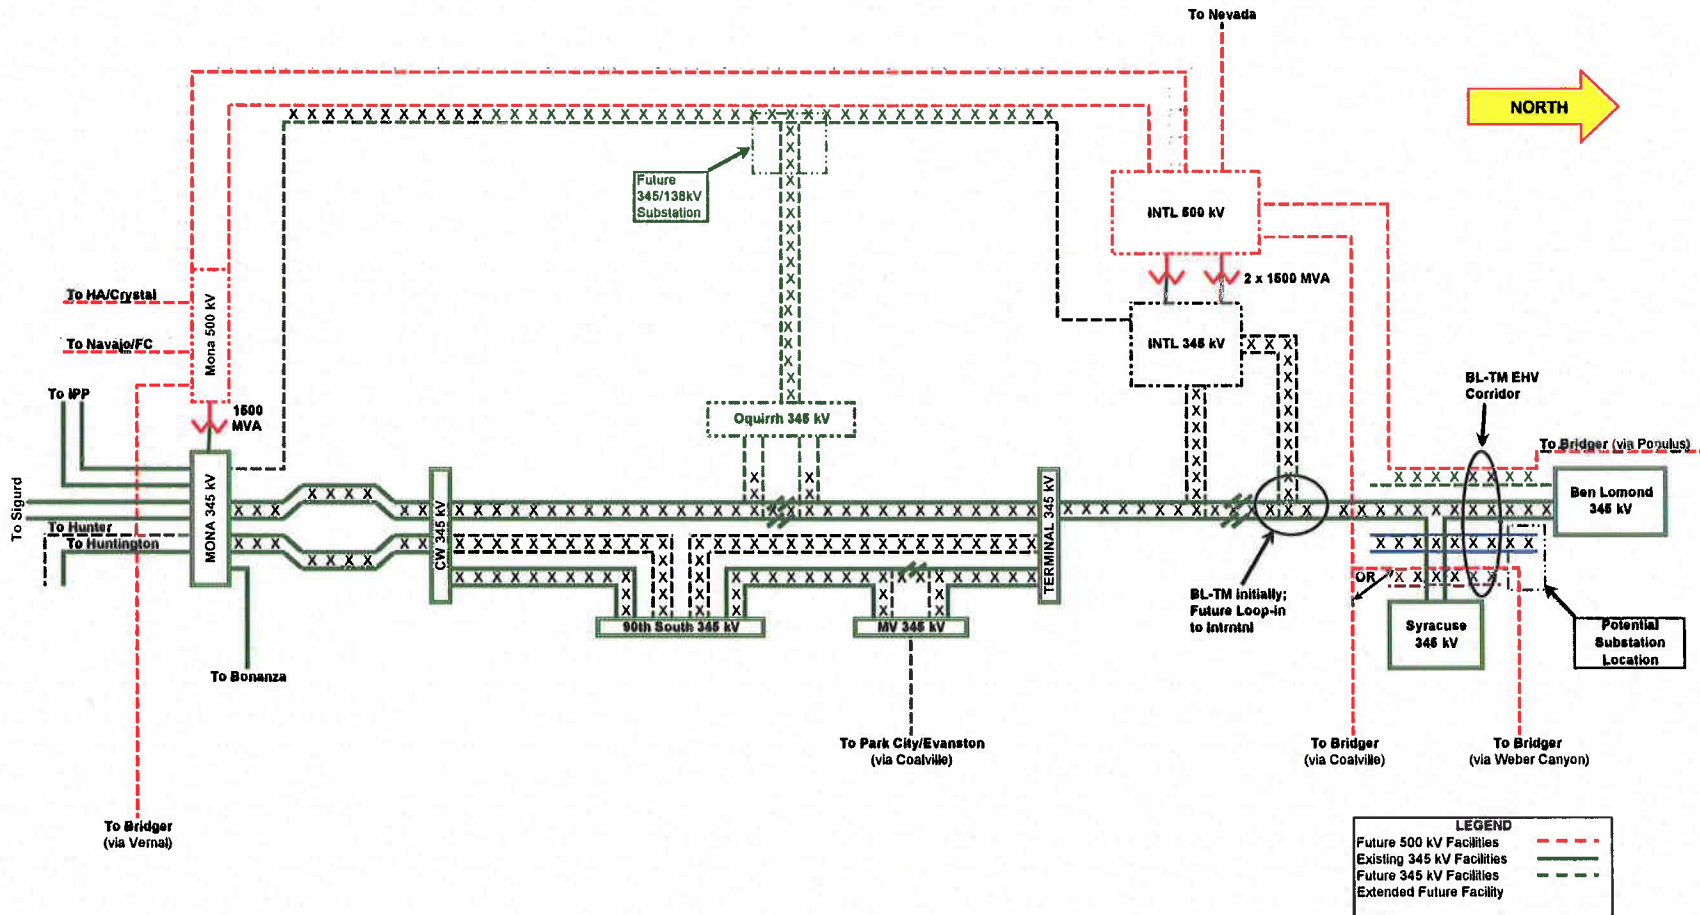 To Nevada
NORTH
Future
345/138kV
Substation
INTL 500 kV
2 x 1500 MVA
To HA/Crystal
Mona 500 kV
To Navajo/FC
INTL 345 kV
To IPP
1500
MVA
Oquirrh 345 kV
BL-TM EHV
Corridor
To Bridger (via Populus)
To Sigurd
MONA 345 kV
CW 345 kV
TERMINAL 345 kV
Ben Lomond
345 kV
To Hunter
To Huntington
OR
BL-TM initially;
Future Loop-in
to Intrntnl
90th South 345 kV
MV 345 kV
Syracuse
345 kV
Potential
Substation
Location
To Bonanza
To Park City/Evanston
(via Coalville)
To Bridger
(via Coalville)
To Bridger
(via Weber Canyon)
To Bridger
(via Vernal)
LEGEND
Future 500 kV Facilities
Existing 345 kV Facilities
Future 345 kV Facilities
Extended Future Facility